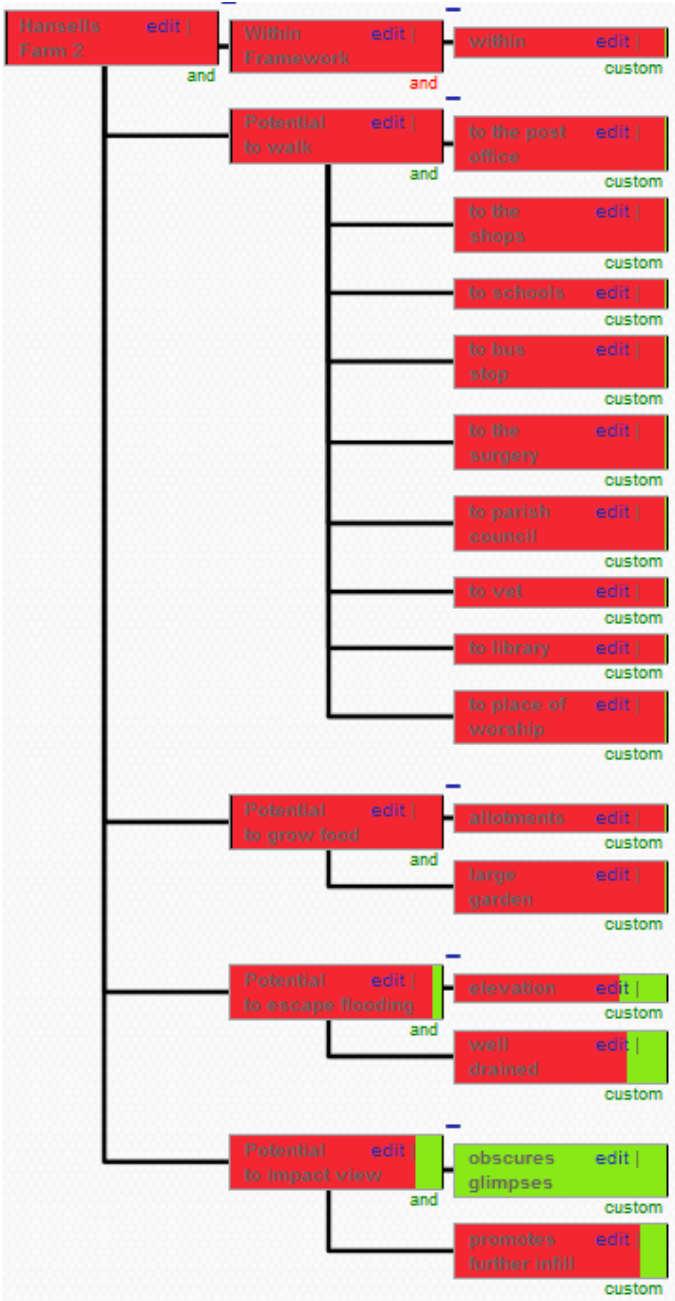 Hansells edit |
Farm 2
and
Within edit |
Framework
and
within edit |
custom
Potential edit |
to walk
and
to the post edit |
office
custom
to the edit |
shops
custom
to schools edit |
custom
to bus edit |
stop
custom
to the edit |
surgery
custom
to parish edit |
council
custom
to vet edit |
custom
to library edit |
custom
to place of edit |
worship
custom
Potential edit |
to grow food
and
allotments edit |
custom
large edit |
garden
custom
Potential edit |
to escape flooding
and
elevation edit |
custom
well edit |
drained
custom
Potential edit |
to impact view
and
obscures edit |
glimpses
custom
promotes edit |
further infill
custom